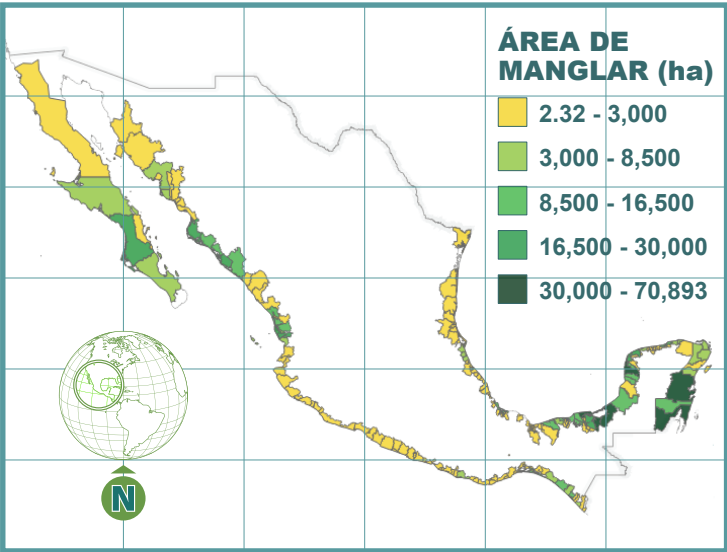 ÁREA DE
MANGLAR (ha)
2.32 - 3,000
3,000 - 8,500
8,500 - 16,500
16,500 - 30,000
30,000 - 70,893
N